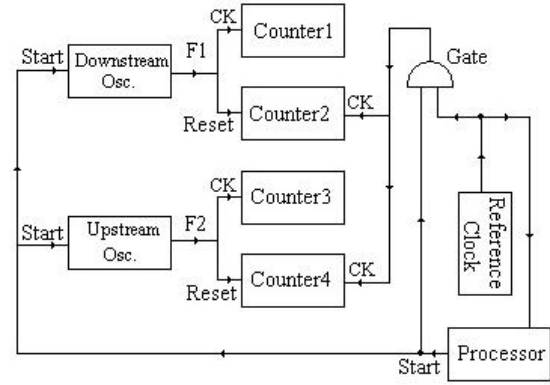 CK
Counter1
Start
Downstream
Osc.
F1
Gate
Reset
Counter2
CK
CK
Counter3
Start
Upstream
Osc.
F2
Reference
Clock
Reset
Counter4
CK
Start
Processor